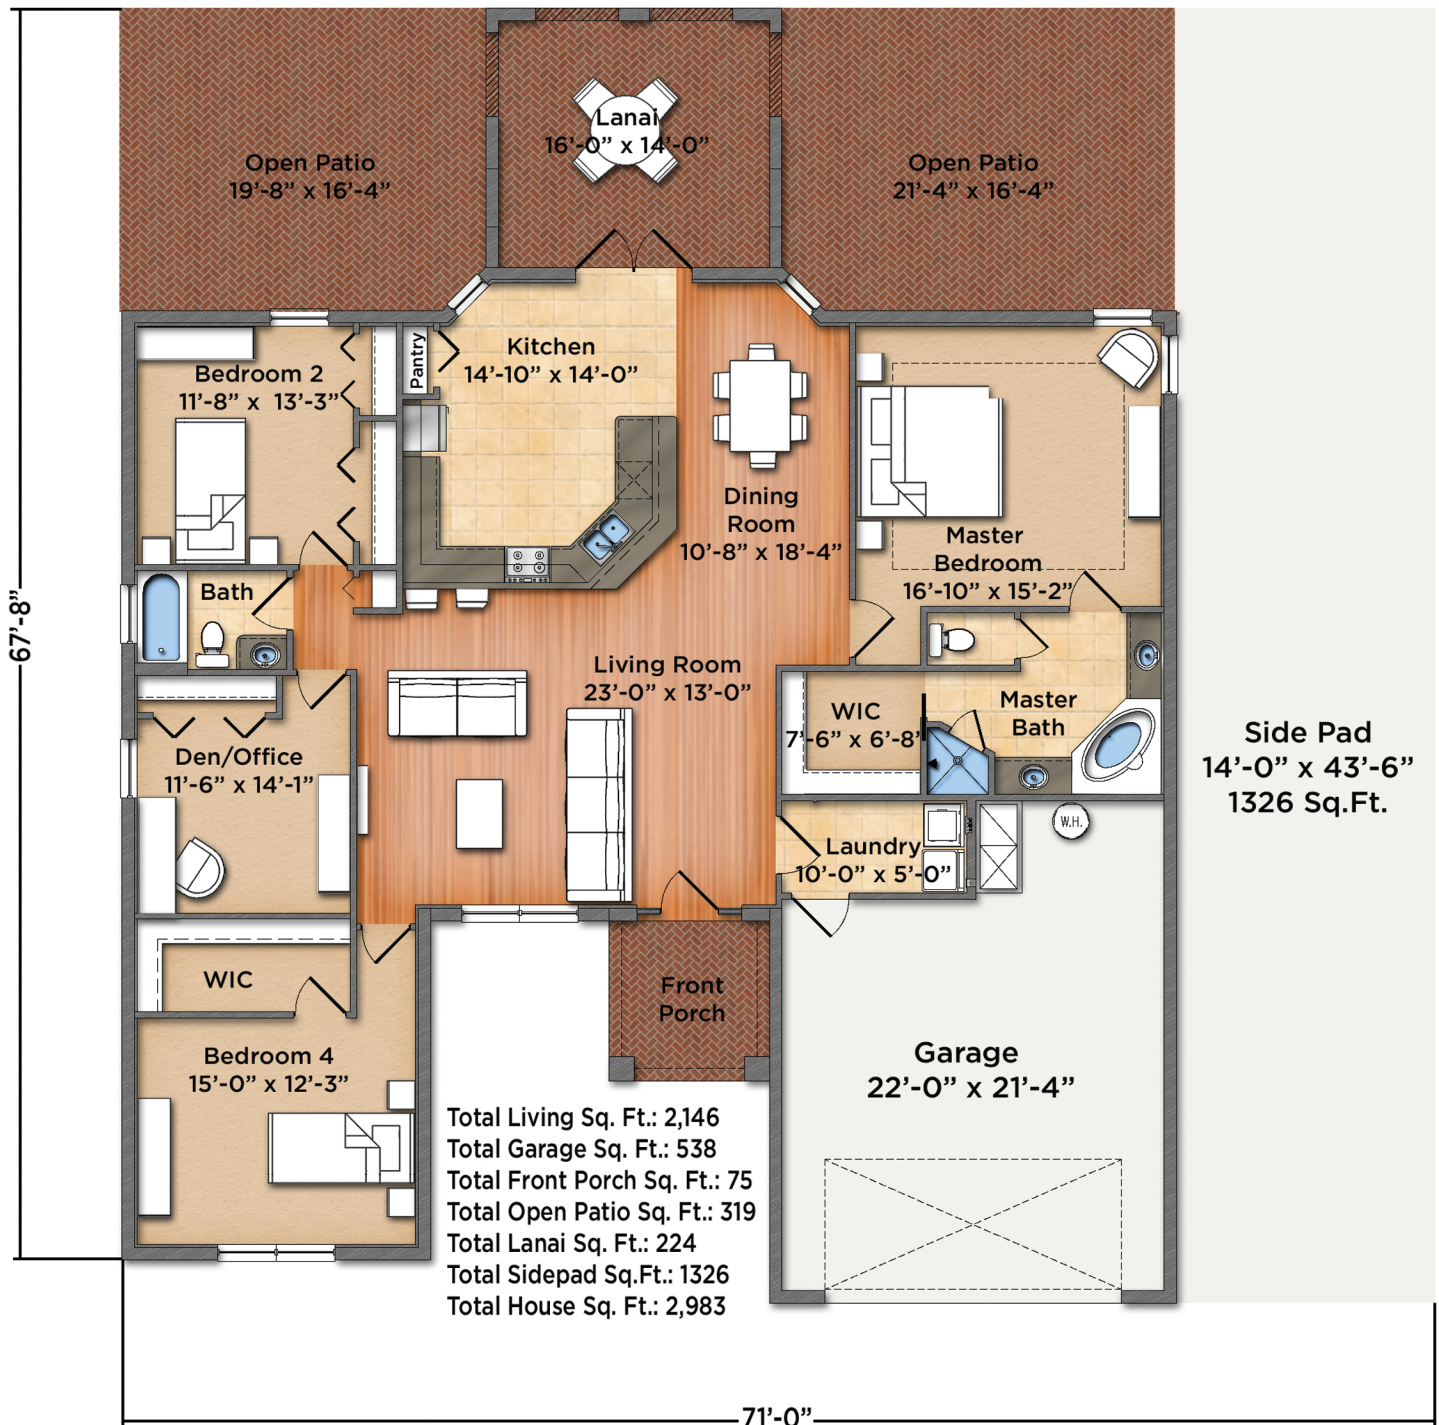 Lanai
16'-0" x 14'-0"
Open Patio
19'-8" x 16'-4"
Open Patio
21'-4" x 16'-4"
Pantry
Kitchen
14'-10" x 14'-0"
Bedroom 2
11'-8" x 13'-3"
Dining
Room
10'-8" x 18'-4"
Master
Bedroom
16'-10" x 15'-2"
Bath
67'-8"
Living Room
23'-0" x 13'-0"
WIC
7'-6" x 6'-8"
Master
Bath
Den/Office
11'-6" x 14'-1"
Side Pad
14'-0" x 43'-6"
1326 Sq.Ft.
W.H.
Laundry
10'-0" x 5'-0"
WIC
Front
Porch
Bedroom 4
15'-0" x 12'-3"
Garage
22'-0" x 21'-4"
Total Living Sq. Ft.: 2,146
Total Garage Sq. Ft.: 538
Total Front Porch Sq. Ft.: 75
Total Open Patio Sq. Ft.: 319
Total Lanai Sq. Ft.: 224
Total Sidepad Sq.Ft.: 1326
Total House Sq. Ft.: 2,983
71'-0"